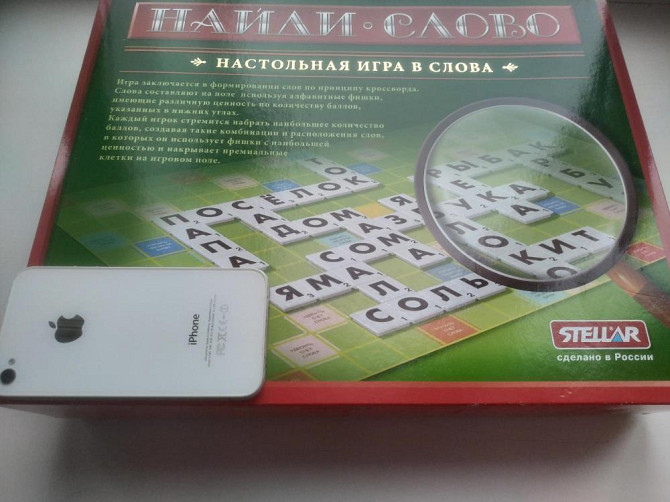 НАЙДИ·СЛОВО
НАСТОЛЬНАЯ ИГРА В СЛОВА
Игра заключается в формировании слов по принципу кроссворда.
Слова составляют на поле используя алфавитные фишки,
имеющие различную ценность по количеству баллов,
указанных в нижних углах.
Каждый игрок стремится набрать наибольшее количество
баллов, создавая такие комбинации и расположения слов,
в которых он использует фишки с наибольшей
ценностью и накрывает премиальные
клетки на игровом поле.
РЫБАК
ПОСЁЛОК
ПАПА
ДОМ
СОМ
ЯМА
СОЛЬ
КИТ
iPhone
STELLAR
сделано в России